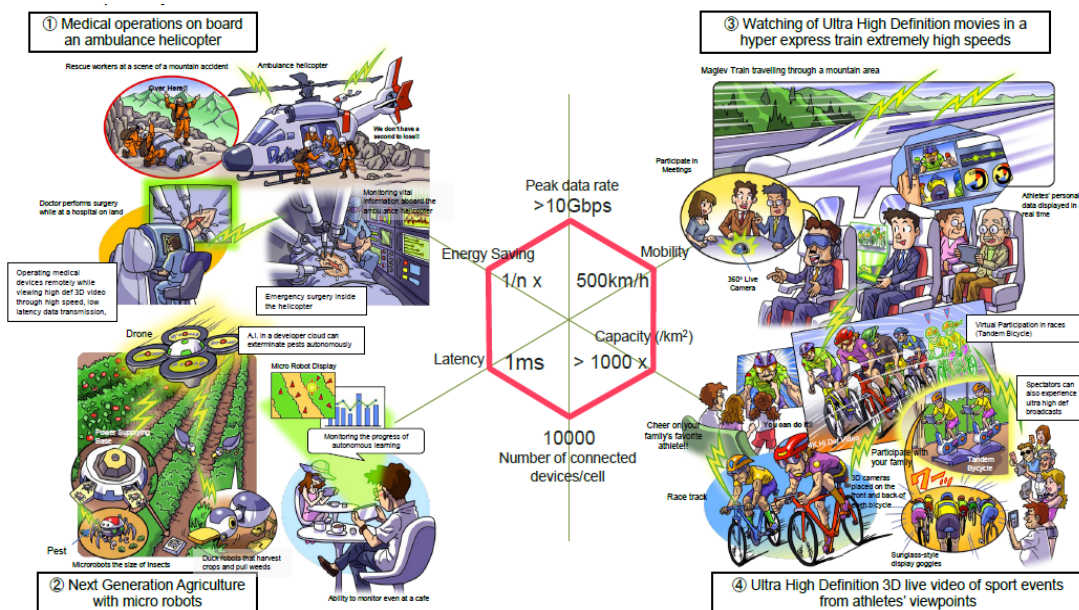 ① Medical operations on board
an ambulance helicopter
Rescue workers at a scene of a mountain accident
Ambulance helicopter
Over Here!!
We don't have a
second to lose!!
Doctor performs surgery
while at a hospital on land
Monitoring vital
information aboard the
ambulance helicopter
Operating medical
devices remotely while
viewing high def 3D video
through high speed, low
latency data transmission,
Emergency surgery inside
the helicopter
Drone
A.I. in a developer cloud can
exterminate pests autonomously
Micro Robot Display
Power Supplying
Base
Monitoring the progress of
autonomous learning
Pest
Microrobots the size of insects
Duck robots that harvest
crops and pull weeds
Ability to monitor even at a cafe
② Next Generation Agriculture
with micro robots
Peak data rate
>10Gbps
Energy Saving
1/n x
Mobility
500km/h
Latency
1ms
Capacity (/km²)
> 1000 x
10000
Number of connected
devices/cell
③ Watching of Ultra High Definition movies in a
hyper express train extremely high speeds
Maglev Train travelling through a mountain area
Participate in
Meetings
360° Live
Camera
Athletes' personal
data displayed in
real time
Virtual Participation in races
(Tandem Bicycle)
Spectators can
also experience
ultra high def
broadcasts
Cheer on your
family's favorite
athlete!!
You can do it!!
4K Hi Def Video
Participate with
your family
Tandem
Bycycle
Race track
3D cameras
placed on the
front and back of
each bicycle
Sunglass-style
display goggles
④ Ultra High Definition 3D live video of sport events
from athletes' viewpoints